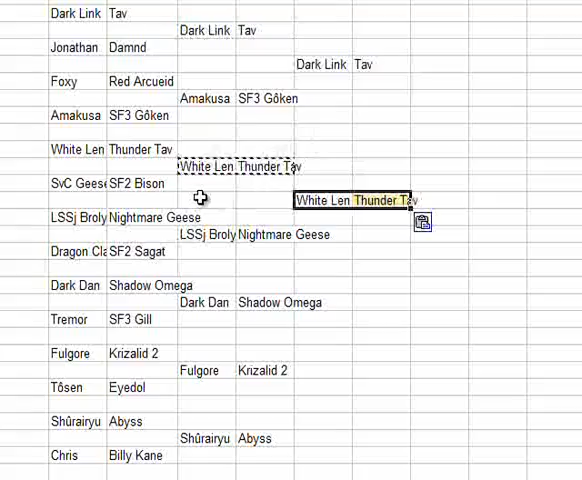 Dark Link Tav
Dark Link Tav
Jonathan Damnd
Dark Link Tav
Foxy Red Arcueid
Amakusa SF3 Gôken
Amakusa SF3 Gôken
White Len Thunder Tav
White Len Thunder Tav
SvC Geese SF2 Bison
White Len Thunder Tav
LSSj Broly Nightmare Geese
LSSj Broly Nightmare Geese
Dragon Cla SF2 Sagat
Dark Dan Shadow Omega
Dark Dan Shadow Omega
Tremor SF3 Gill
Fulgore Krizalid 2
Fulgore Krizalid 2
Tôsen Eyedol
Shûrairyu Abyss
Shûrairyu Abyss
Chris Billy Kane